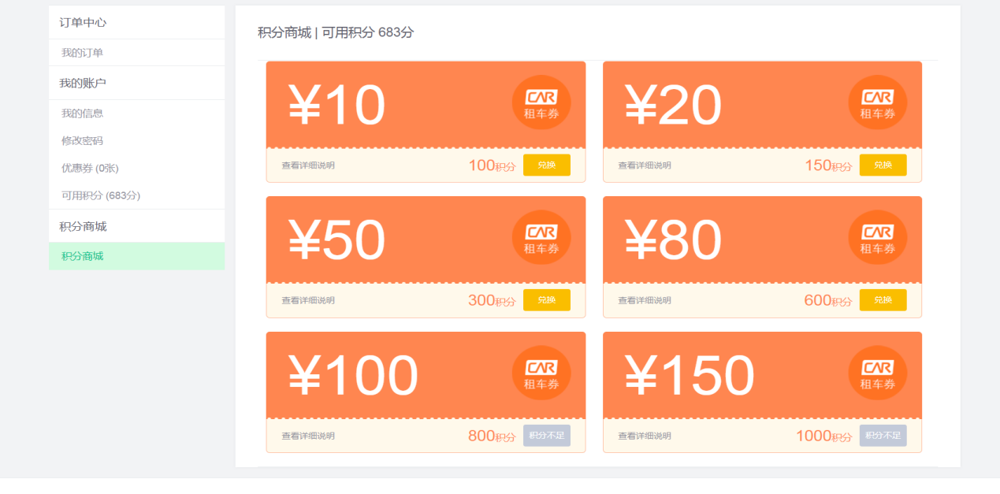 订单中心
我的订单
我的账户
我的信息
修改密码
优惠券 (0张)
可用积分 (683分)
积分商城
积分商城
积分商城 | 可用积分 683分
¥10
CAR
租车券
查看详细说明
100积分
兑换
¥20
CAR
租车券
查看详细说明
150积分
兑换
¥50
CAR
租车券
查看详细说明
300积分
兑换
¥80
CAR
租车券
查看详细说明
600积分
兑换
¥100
CAR
租车券
查看详细说明
800积分
积分不足
¥150
CAR
租车券
查看详细说明
1000积分
积分不足